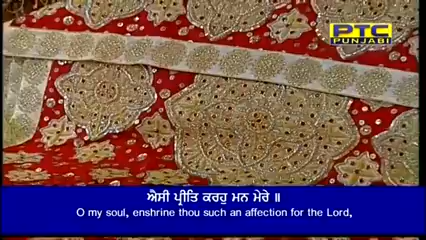 PTC
PUNJABI
ਐਸੀ ਪ੍ਰੀਤਿ ਕਰਹੁ ਮਨ ਮੇਰੇ ॥
O my soul, enshrine thou such an affection for the Lord,